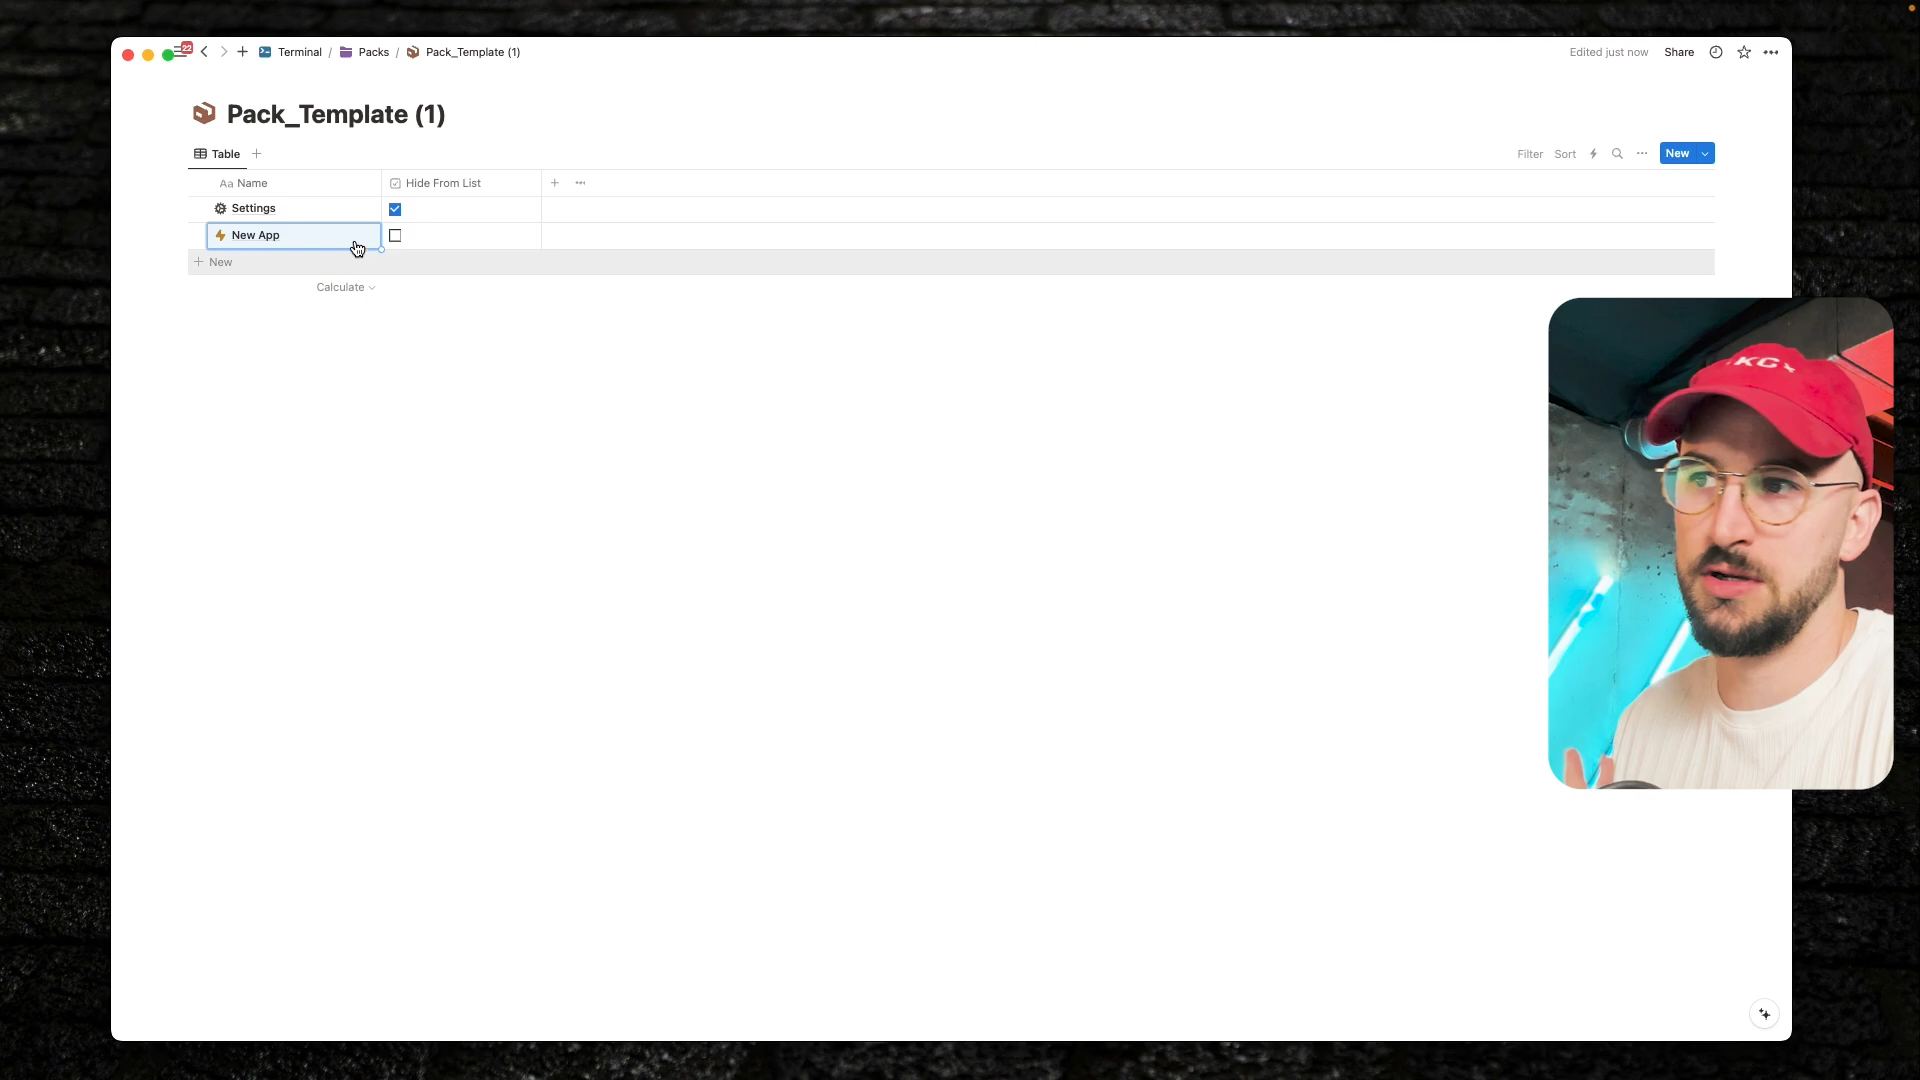 22
Terminal / Packs / Pack_Template (1)
Edited just now
Share
Pack_Template (1)
Table
Filter
Sort
New
Aa Name
Hide From List
Settings
New App
New
Calculate
KC